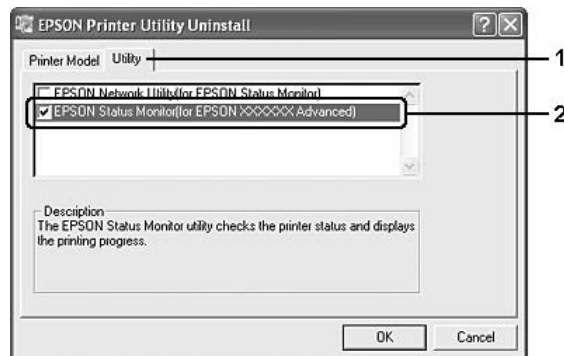 EPSON Printer Utility Uninstall
Printer Model Utility 1
EPSON Network Utility(for EPSON Status Monitor)
EPSON Status Monitor(for EPSON XXXXXX Advanced) 2
Description
The EPSON Status Monitor utility checks the printer status and displays
the printing progress.
OK Cancel